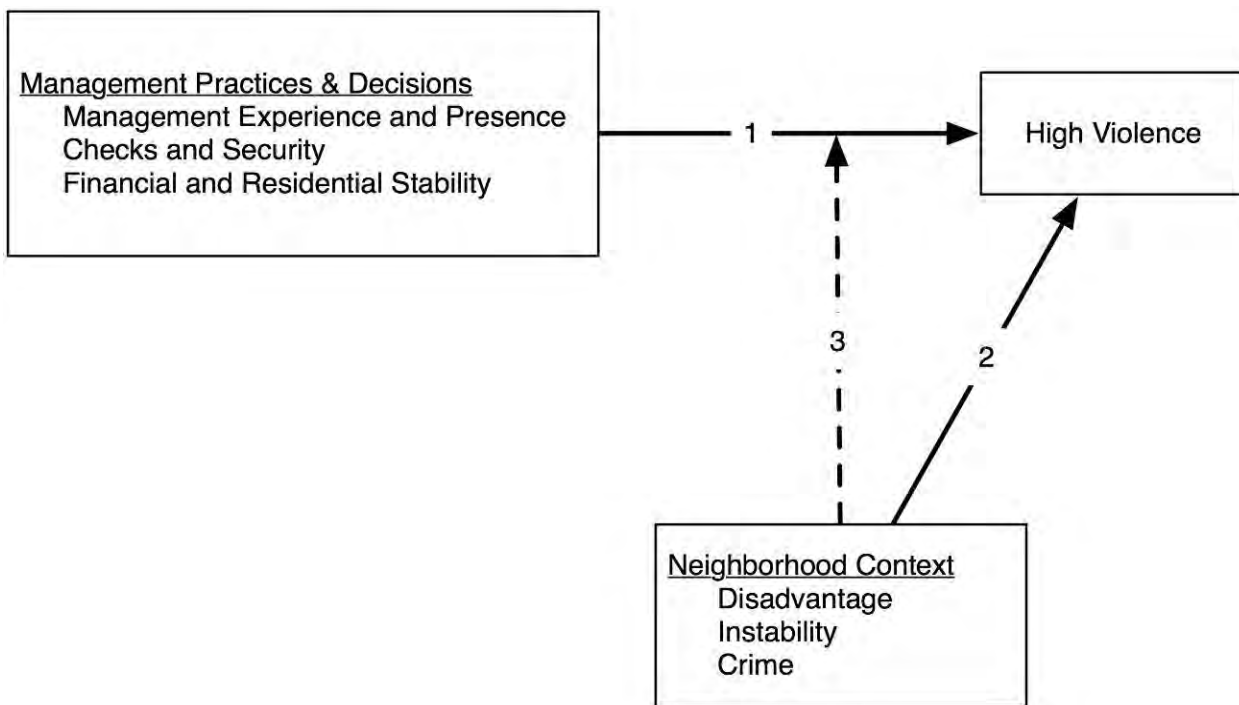 Management Practices & Decisions
Management Experience and Presence
Checks and Security
Financial and Residential Stability
1
High Violence
3
2
Neighborhood Context
Disadvantage
Instability
Crime